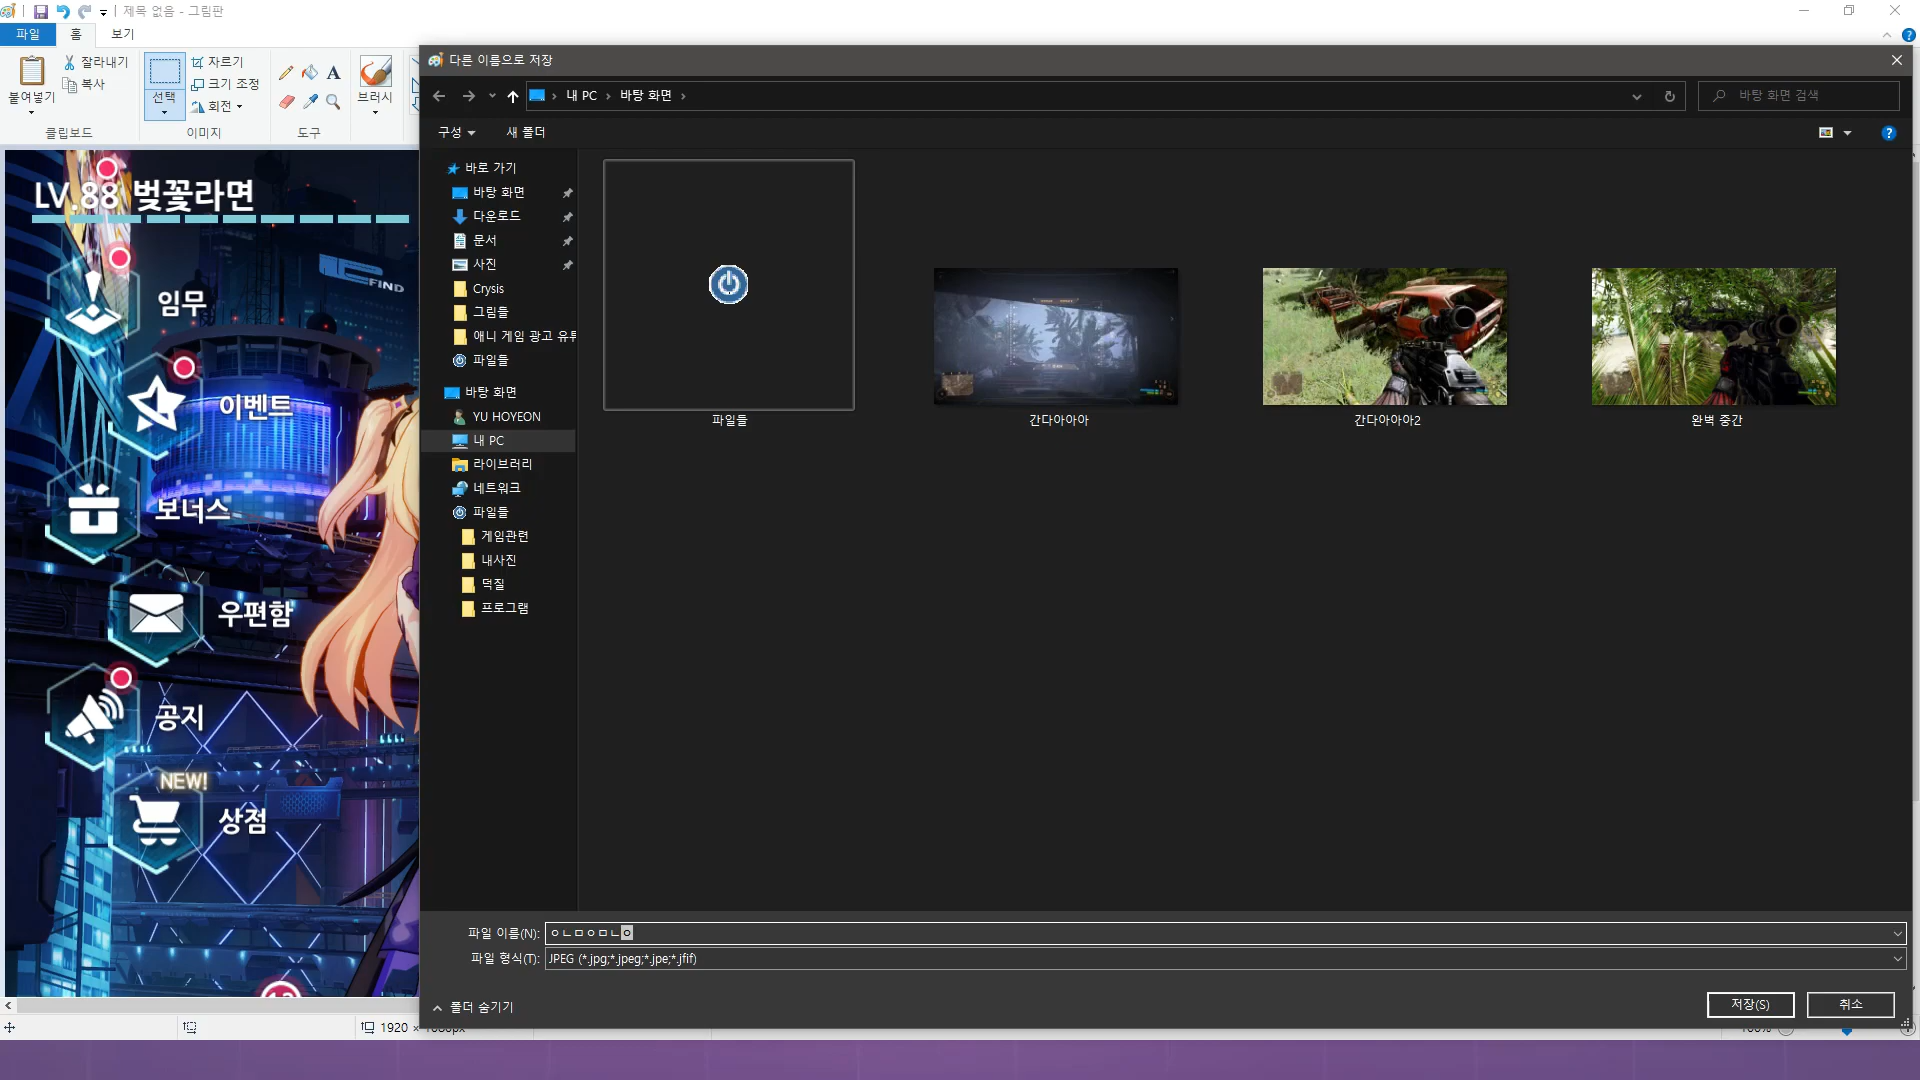 제목 없음 - 그림판
파일 홈 보기
붙여넣기
잘라내기
복사
클립보드
선택
자르기
크기 조정
회전
이미지
A
도구
브러시
LV.88 벚꽃라면
FIND
임무
이벤트
보너스
우편함
공지
NEW!
상점
다른 이름으로 저장
내 PC › 바탕 화면 ›
바탕 화면 검색
구성 새 폴더
바로 가기
바탕 화면
다운로드
문서
사진
Crysis
그림들
애니 게임 광고 유튜
파일들
바탕 화면
YU HOYEON
내 PC
라이브러리
네트워크
파일들
게임관련
내사진
덕질
프로그램
파일들
간다아아아
간다아아아2
완벽 중간
파일 이름(N): ㅇㄴㅁㅇㅁㄴㅇ
파일 형식(T): JPEG (*.jpg;*.jpeg;*.jpe;*.jfif)
폴더 숨기기
저장(S) 취소
1920 ×